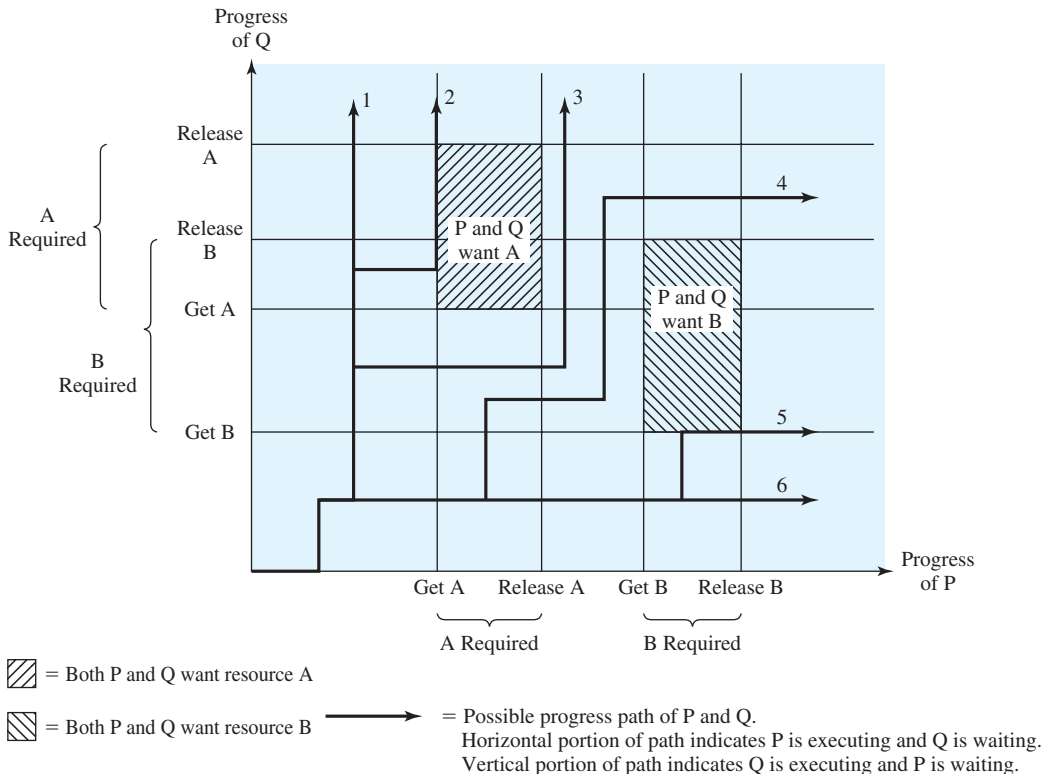 Progress
of Q
1
2
3
Release
A
4
A
Required
Release
B
P and Q
want A
Get A
P and Q
want B
B
Required
Get B
5
6
Progress
of P
Get A
Release A
Get B
Release B
A Required
B Required
= Both P and Q want resource A
= Both P and Q want resource B
= Possible progress path of P and Q.
Horizontal portion of path indicates P is executing and Q is waiting.
Vertical portion of path indicates Q is executing and P is waiting.